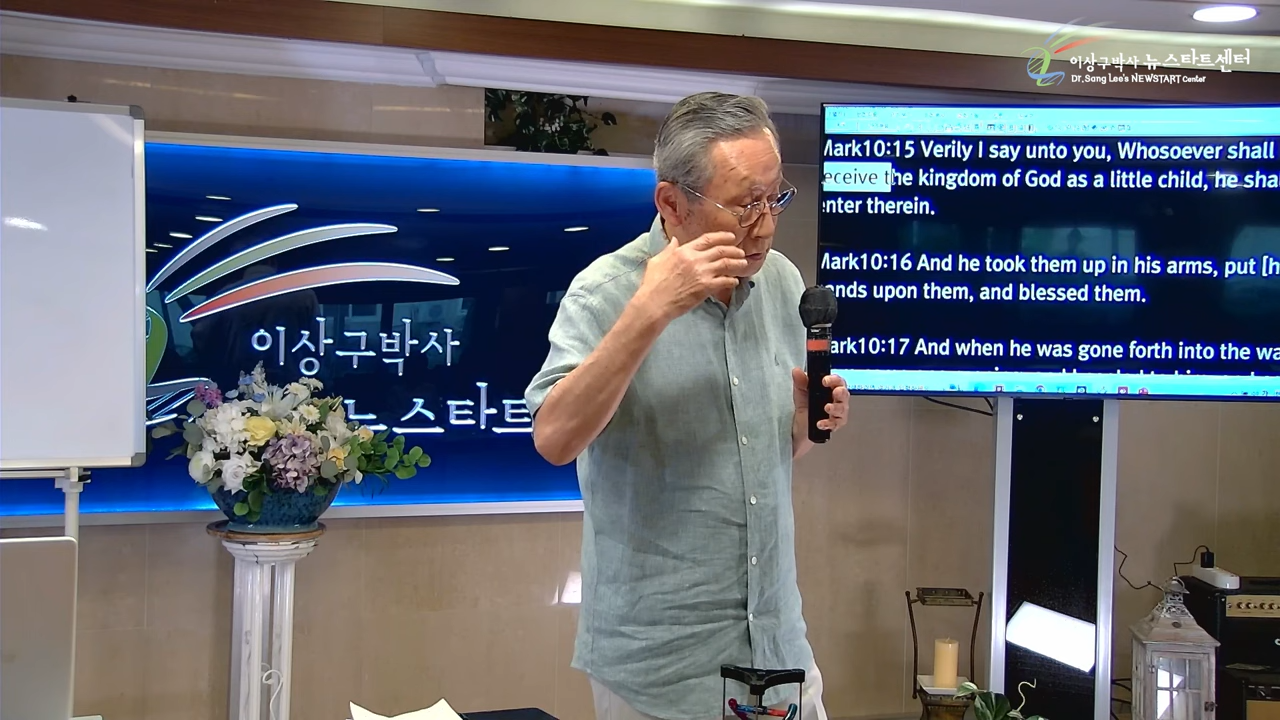 이상구박사 뉴스타트센터
Dr. Sang Lee's NEWSTART Center
이상구박사
뉴스타트
Mark10:15 Verily I say unto you, Whosoever shall
eceive the kingdom of God as a little child, he sha
enter therein.
Mark10:16 And he took them up in his arms, put [h
ands upon them, and blessed them.
ark10:17 And when he was gone forth into the wa